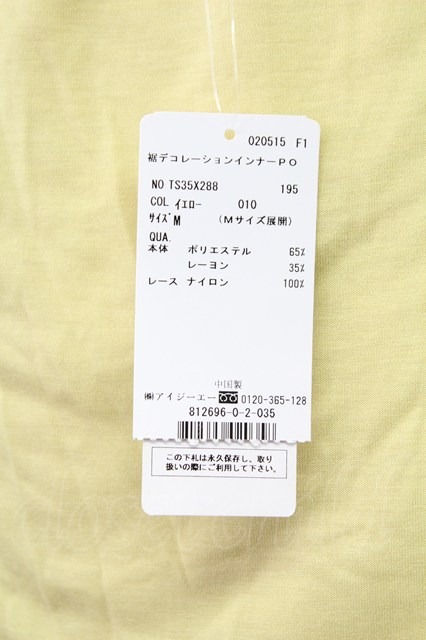 020515 F1
裾デコレーションインナーPO
NO TS35X288 195
COL イエロー 010
サイズ M (Mサイズ展開)
QUA.
本体 ポリエステル 65%
レーヨン 35%
レース ナイロン 100%
中国製
㈱アイジーエー 0120-365-128
812696-0-2-035
この下札は永久保存し、取り
扱いの際にご利用して下さい。